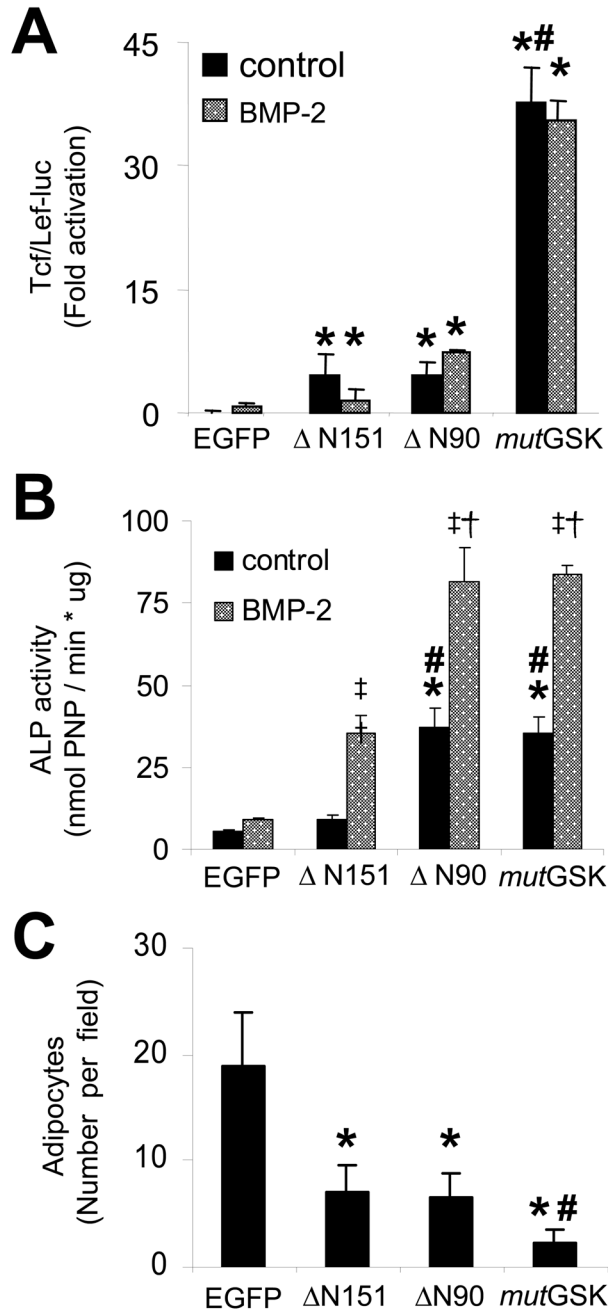 A
Tcf/Lef-luc
(Fold activation)
45
30
15
0
control
BMP-2
* *
*#
* *
* *
*
EGFP Δ N151 Δ N90 mutGSK
B
ALP activity
(nmol PNP / min * ug)
100
75
50
25
0
control
BMP-2
‡
†
#
*
‡†
#
*
‡†
EGFP Δ N151 Δ N90 mutGSK
C
Adipocytes
(Number per field)
30
20
10
0
*
*
*#
EGFP ΔN151 ΔN90 mutGSK